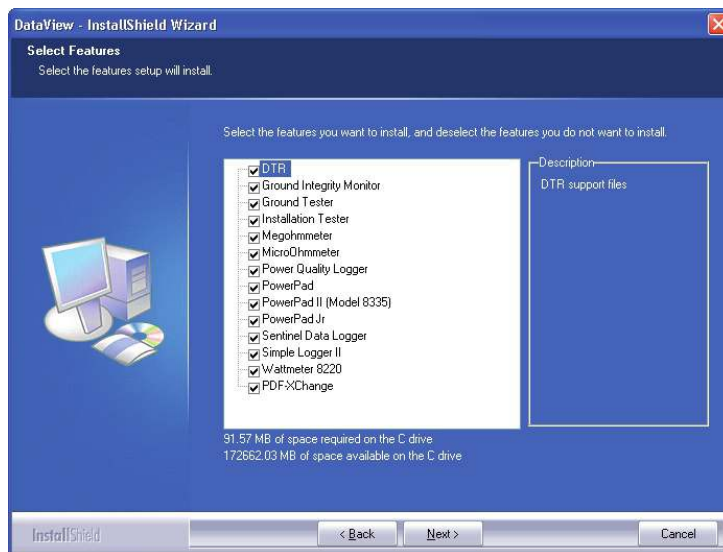 DataView - InstallShield Wizard
Select Features
Select the features setup will install.
Select the features you want to install, and deselect the features you do not want to install.
DTR
Ground Integrity Monitor
Ground Tester
Installation Tester
Megohmmeter
MicroOhmmeter
Power Quality Logger
PowerPad
PowerPad II (Model 8335)
PowerPad Jr
Sentinel Data Logger
Simple Logger II
Wattmeter 8220
PDF-XChange
Description
DTR support files
91.57 MB of space required on the C drive
172662.03 MB of space available on the C drive
InstallShield
< Back
Next >
Cancel